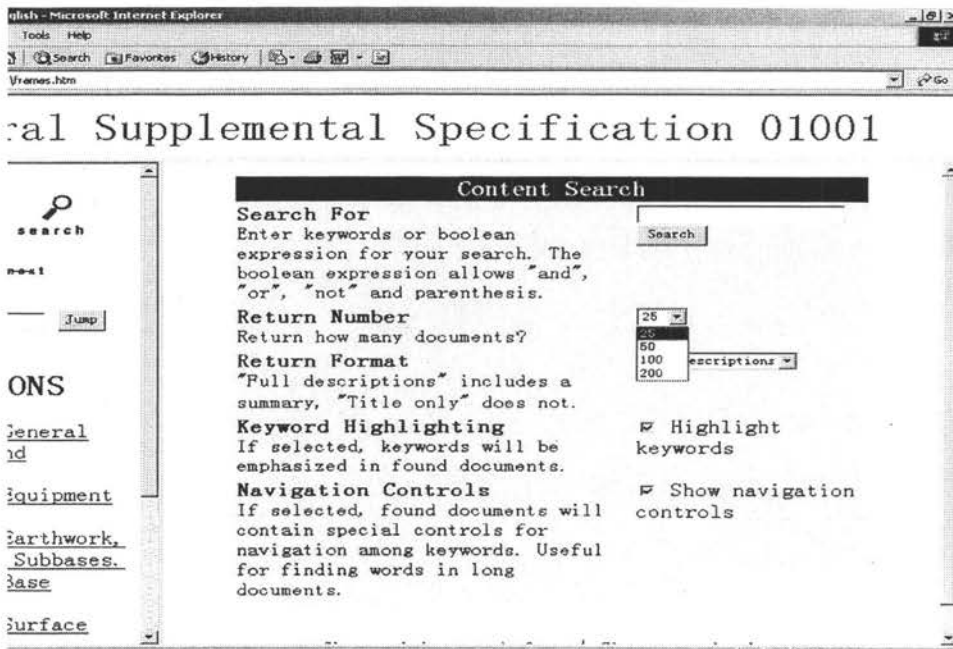 glish - Microsoft Internet Explorer
Tools Help
Search Favorites History
frames.htm
Go
ral Supplemental Specification 01001
search
next
Jump
ONS
General
nd
Equipment
Earthwork,
Subbases.
Base
Surface
Content Search
Search For
Enter keywords or boolean
expression for your search. The
boolean expression allows "and",
"or", "not" and parenthesis.
Search
Return Number
Return how many documents?
25
25
50
100
200
Return Format
"Full descriptions" includes a
summary, "Title only" does not.
escriptions
Keyword Highlighting
If selected, keywords will be
emphasized in found documents.
Highlight
keywords
Navigation Controls
If selected, found documents will
contain special controls for
navigation among keywords. Useful
for finding words in long
documents.
Show navigation
controls